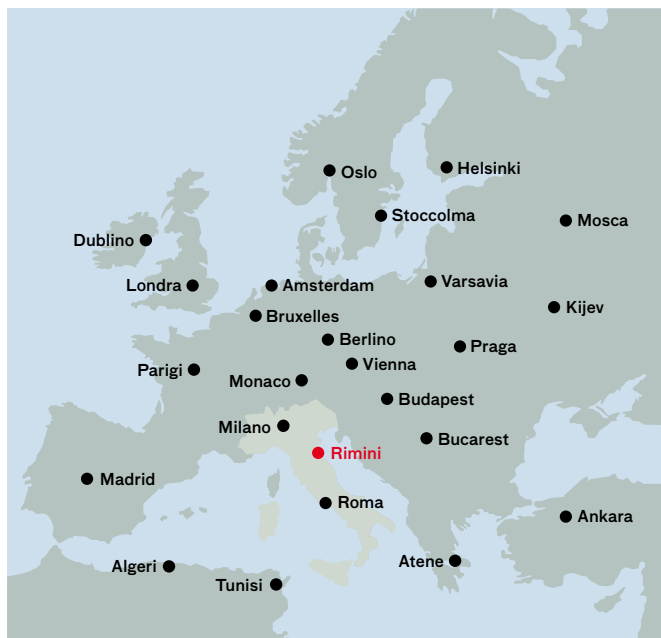 Oslo
Helsinki
Stoccolma
Mosca
Dublino
Londra
Amsterdam
Varsavia
Bruxelles
Kijev
Berlino
Praga
Parigi
Vienna
Monaco
Budapest
Milano
Bucarest
Rimini
Madrid
Roma
Ankara
Algeri
Atene
Tunisi